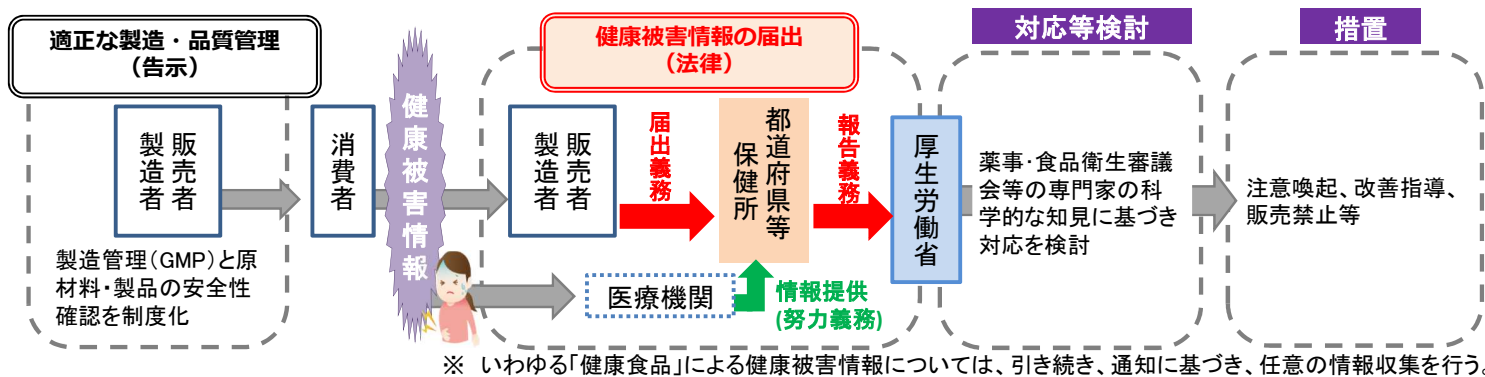 適正な製造・品質管理
(告示)
販売者
製造者
製造管理(GMP)と原
材料・製品の安全性
確認を制度化
消費者
健康被害情報
健康被害情報の届出
(法律)
販売者
製造者
届出義務
都道府県等
保健所
報告義務
医療機関
情報提供
(努力義務)
厚生労働省
対応等検討
薬事・食品衛生審議
会等の専門家の科
学的な知見に基づき
対応を検討
措置
注意喚起、改善指導、
販売禁止等
※ いわゆる「健康食品」による健康被害情報については、引き続き、通知に基づき、任意の情報収集を行う。